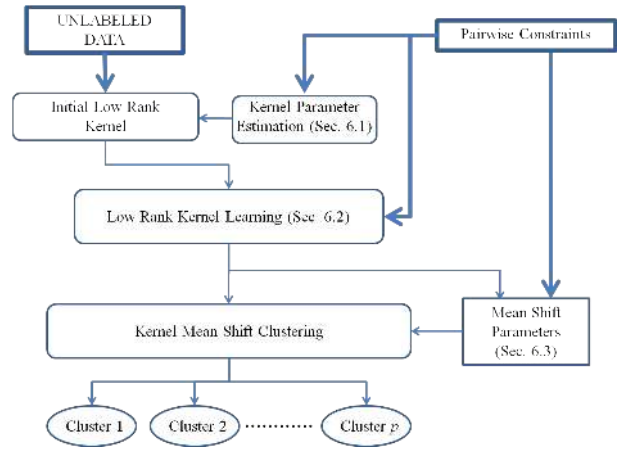 UNLABELED
DATA
Pairwise Constraints
Initial Low Rank
Kernel
Kernel Parameter
Estimation (Sec. 6.1)
Low Rank Kernel Learning (Sec. 6.2)
Kernel Mean Shift Clustering
Mean Shift
Parameters
(Sec. 6.3)
Cluster 1
Cluster 2
...........
Cluster p